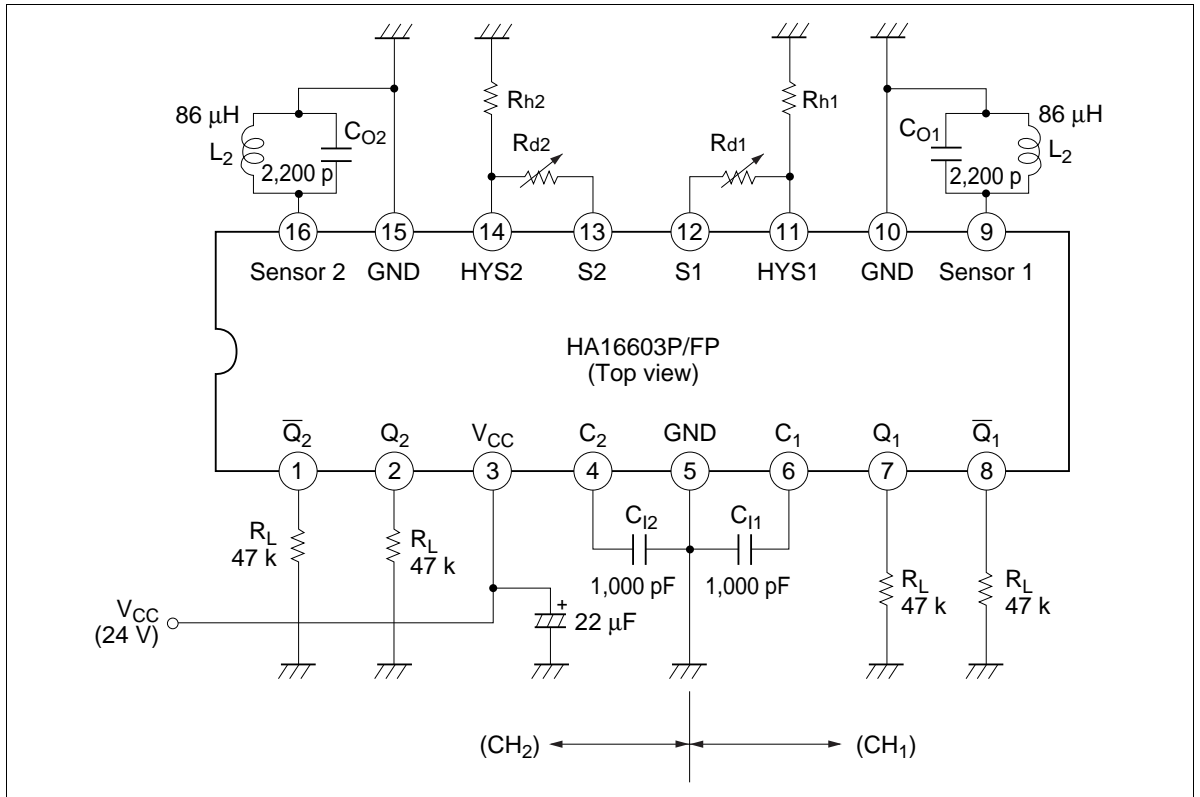 86 μH
L2
CO2
2,200 p
Rh2
Rd2
Rd1
Rh1
CO1
86 μH
L2
2,200 p
16
15
14
13
12
11
10
9
Sensor 2
GND
HYS2
S2
S1
HYS1
GND
Sensor 1
HA16603P/FP
(Top view)
Q̅2
Q2
VCC
C2
GND
C1
Q1
Q̅1
1
2
3
4
5
6
7
8
RL
47 k
RL
47 k
CI2
1,000 pF
CI1
1,000 pF
RL
47 k
RL
47 k
VCC
(24 V)
+
22 μF
(CH2)
(CH1)